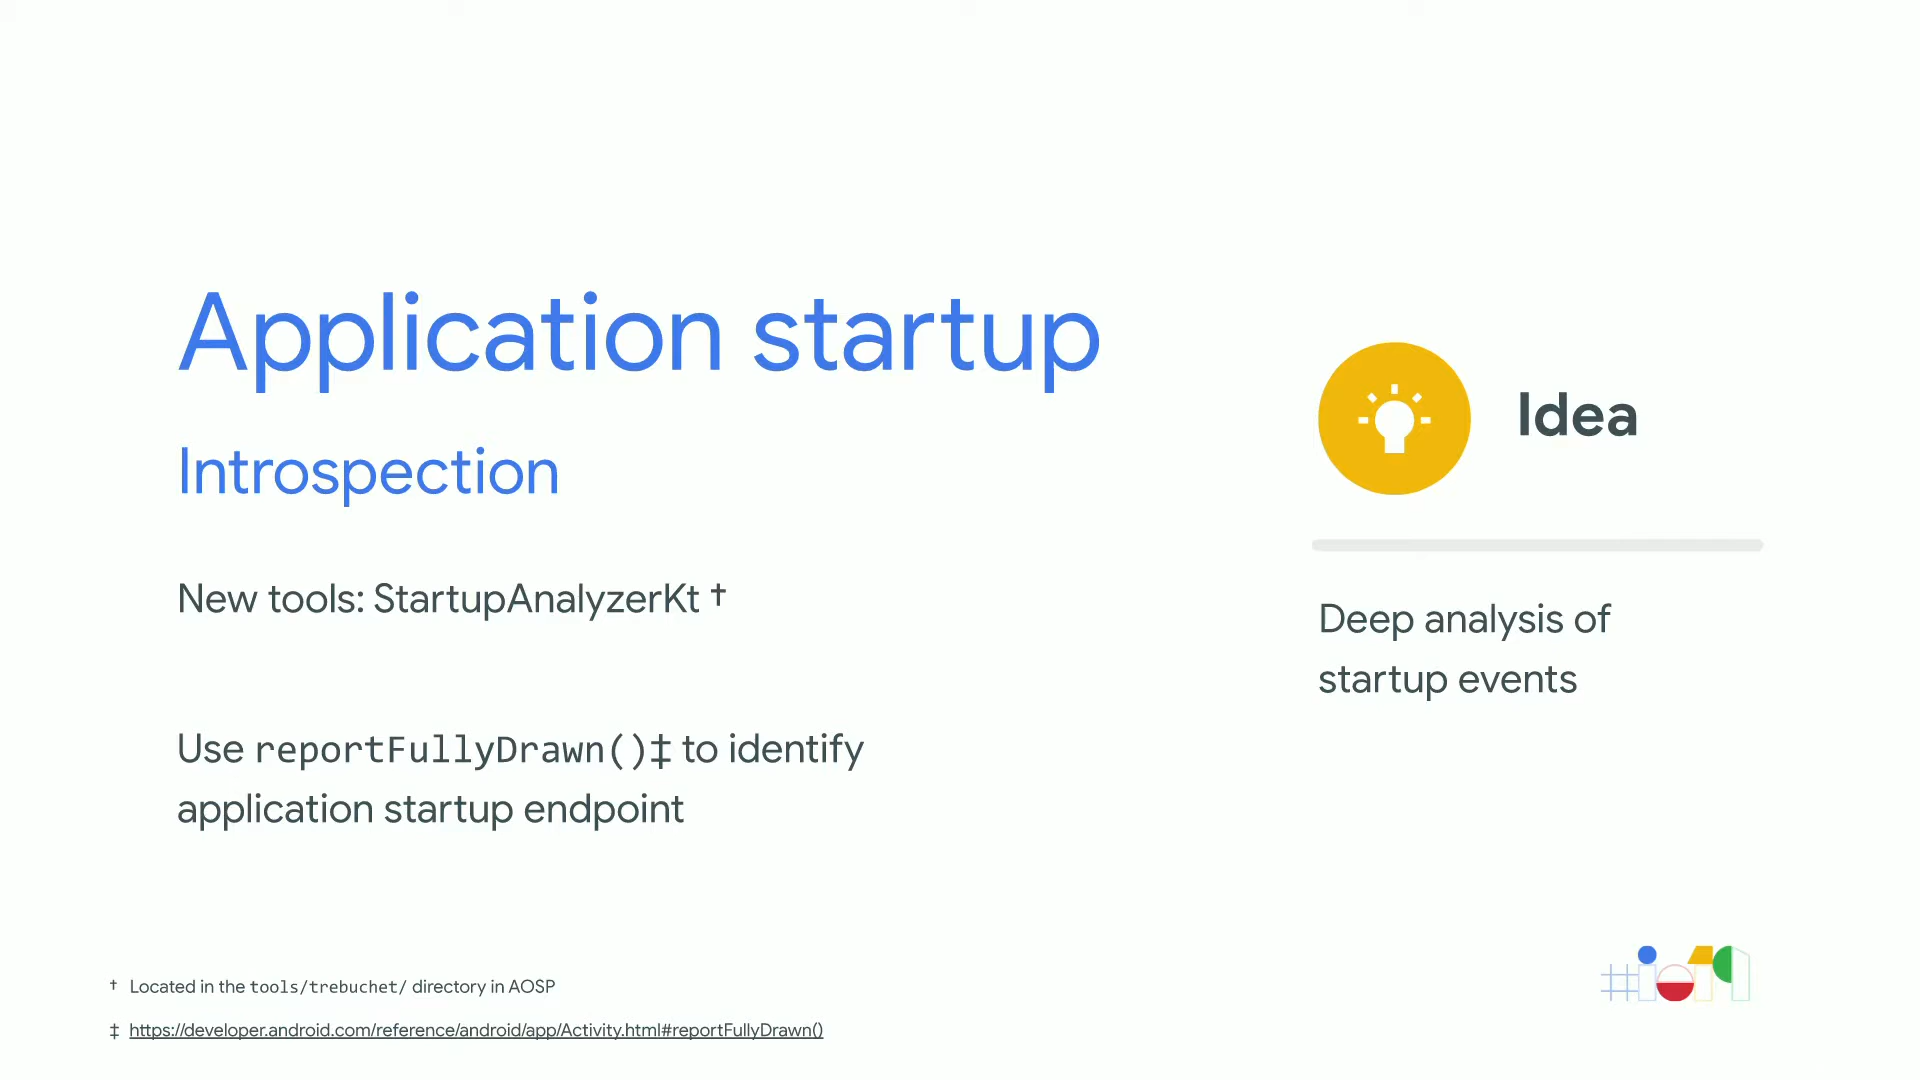 Application startup
Introspection
New tools: StartupAnalyzerKt †
Use reportFullyDrawn()‡ to identify
application startup endpoint
Idea
Deep analysis of
startup events
† Located in the tools/trebuchet/ directory in AOSP
‡ https://developer.android.com/reference/android/app/Activity.html#reportFullyDrawn()
#io19